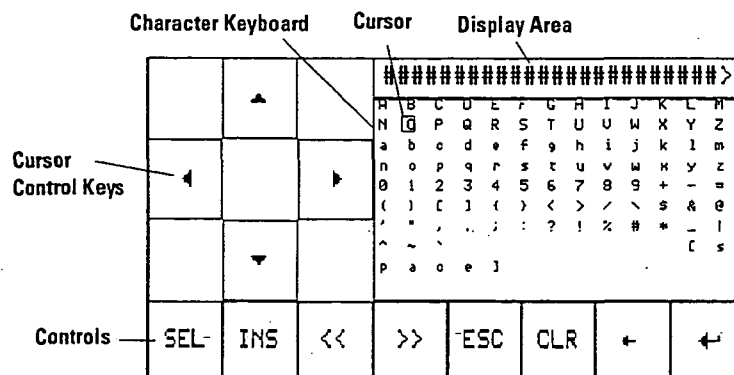 Character Keyboard Cursor Display Area
########################>
A B C D E F G H I J K L M
N O P Q R S T U V W X Y Z
a b c d e f g h i j k l m
n o p q r s t u v w x y z
0 1 2 3 4 5 6 7 8 9 + - =
( ) [ ] { } < > / \ $ & @
' " , . ; : ? ! % # * _ |
^ ~ ` [ s
p a c e ]
Cursor
Control Keys
Controls
SEL INS << >> ESC CLR ← ↵